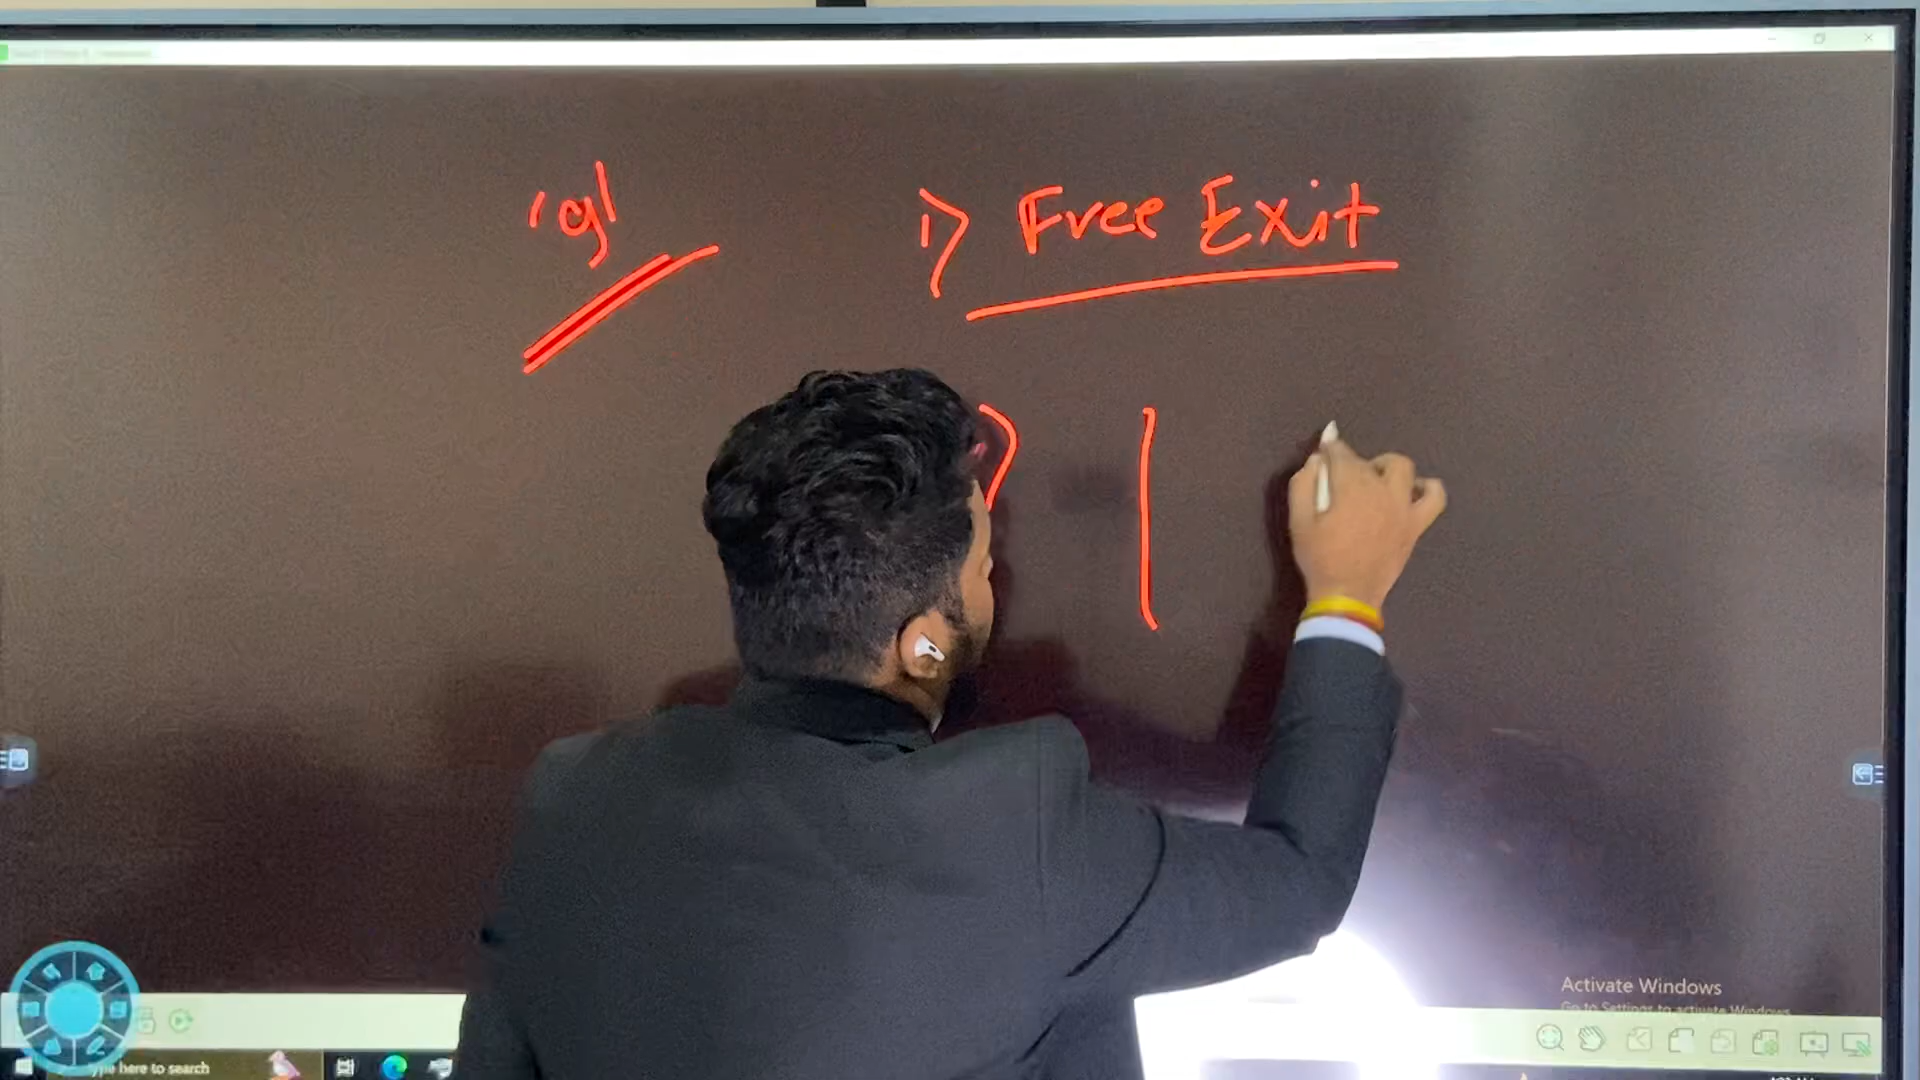 'g'
1) Free Exit
)
Activate Windows
Go to Settings to activate Windows.
Type here to search